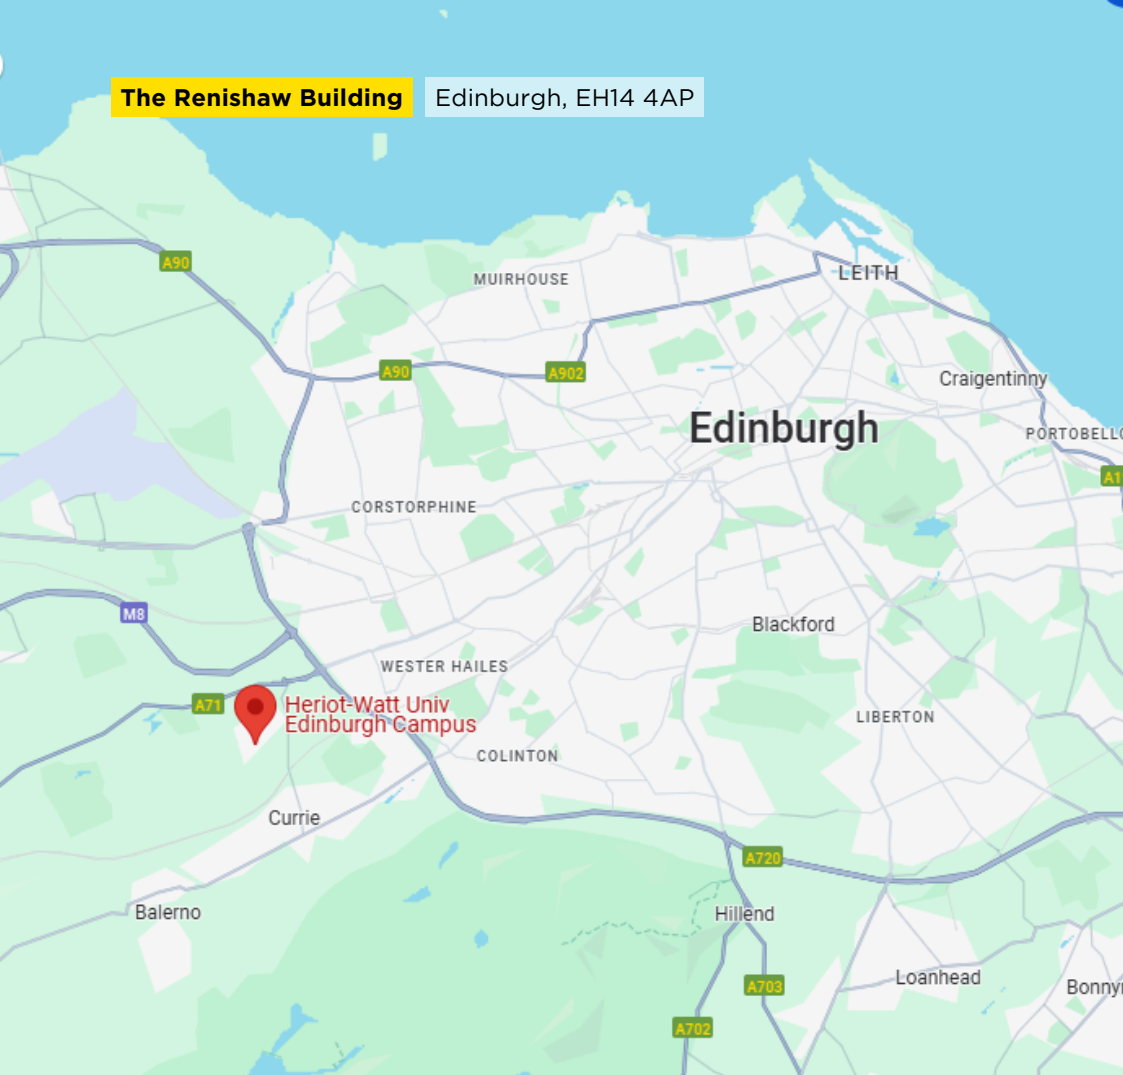 The Renishaw Building Edinburgh, EH14 4AP
A90
MUIRHOUSE
LEITH
A90
A902
Craigentinny
Edinburgh
PORTOBELLO
A1
CORSTORPHINE
M8
Blackford
WESTER HAILES
A71
Heriot-Watt Univ
Edinburgh Campus
LIBERTON
COLINTON
Currie
A720
Balerno
Hillend
Loanhead
A703
Bonny
A702